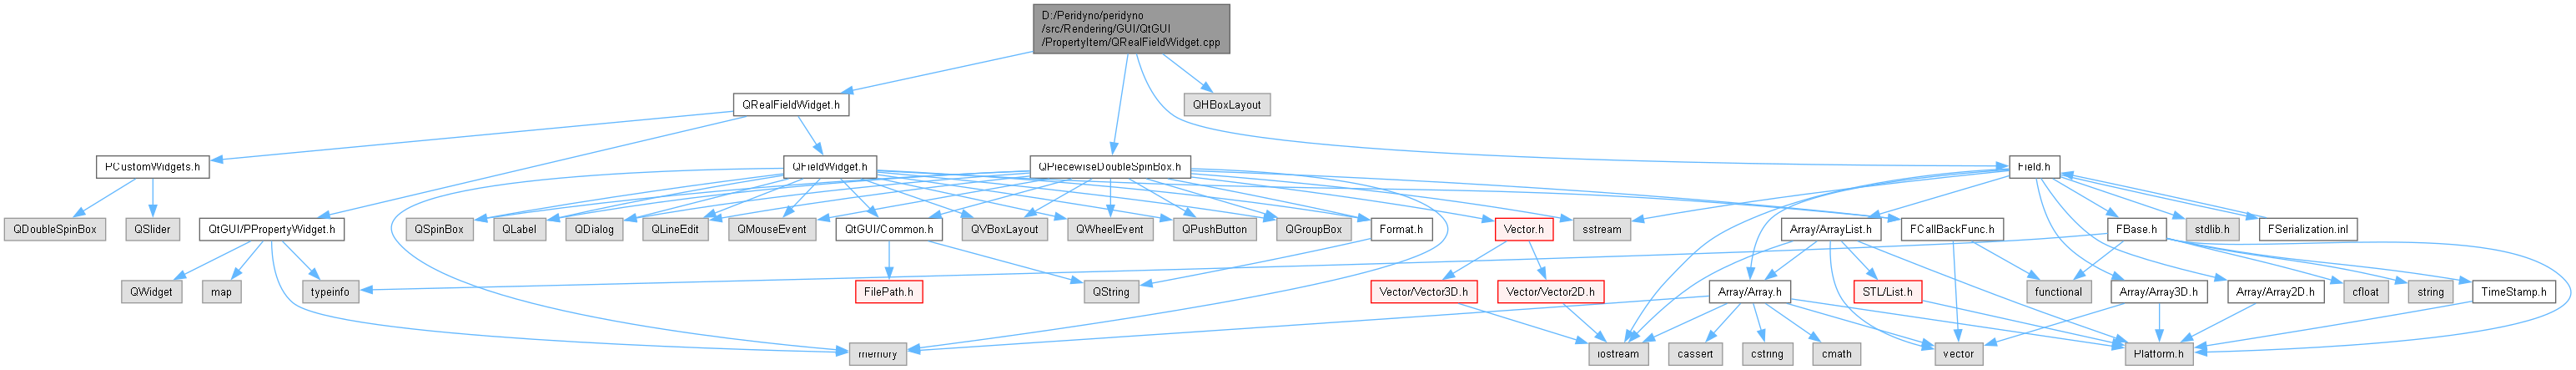 D:/Peridyno/peridyno
/src/Rendering/GUI/QtGUI
/PropertyItem/QRealFieldWidget.cpp
QRealFieldWidget.h
QHBoxLayout
PCustomWidgets.h
QFieldWidget.h
QPiecewiseDoubleSpinBox.h
Field.h
QDoubleSpinBox
QSlider
QtGUI/PPropertyWidget.h
QSpinBox
QLabel
QDialog
QLineEdit
QMouseEvent
QtGUI/Common.h
QVBoxLayout
QWheelEvent
QPushButton
QGroupBox
Format.h
Vector.h
sstream
Array/ArrayList.h
FCallBackFunc.h
FBase.h
stdlib.h
FSerialization.inl
QWidget
map
typeinfo
FilePath.h
QString
Vector/Vector3D.h
Vector/Vector2D.h
Array/Array.h
STL/List.h
functional
Array/Array3D.h
Array/Array2D.h
cfloat
string
TimeStamp.h
memory
iostream
cassert
cstring
cmath
vector
Platform.h